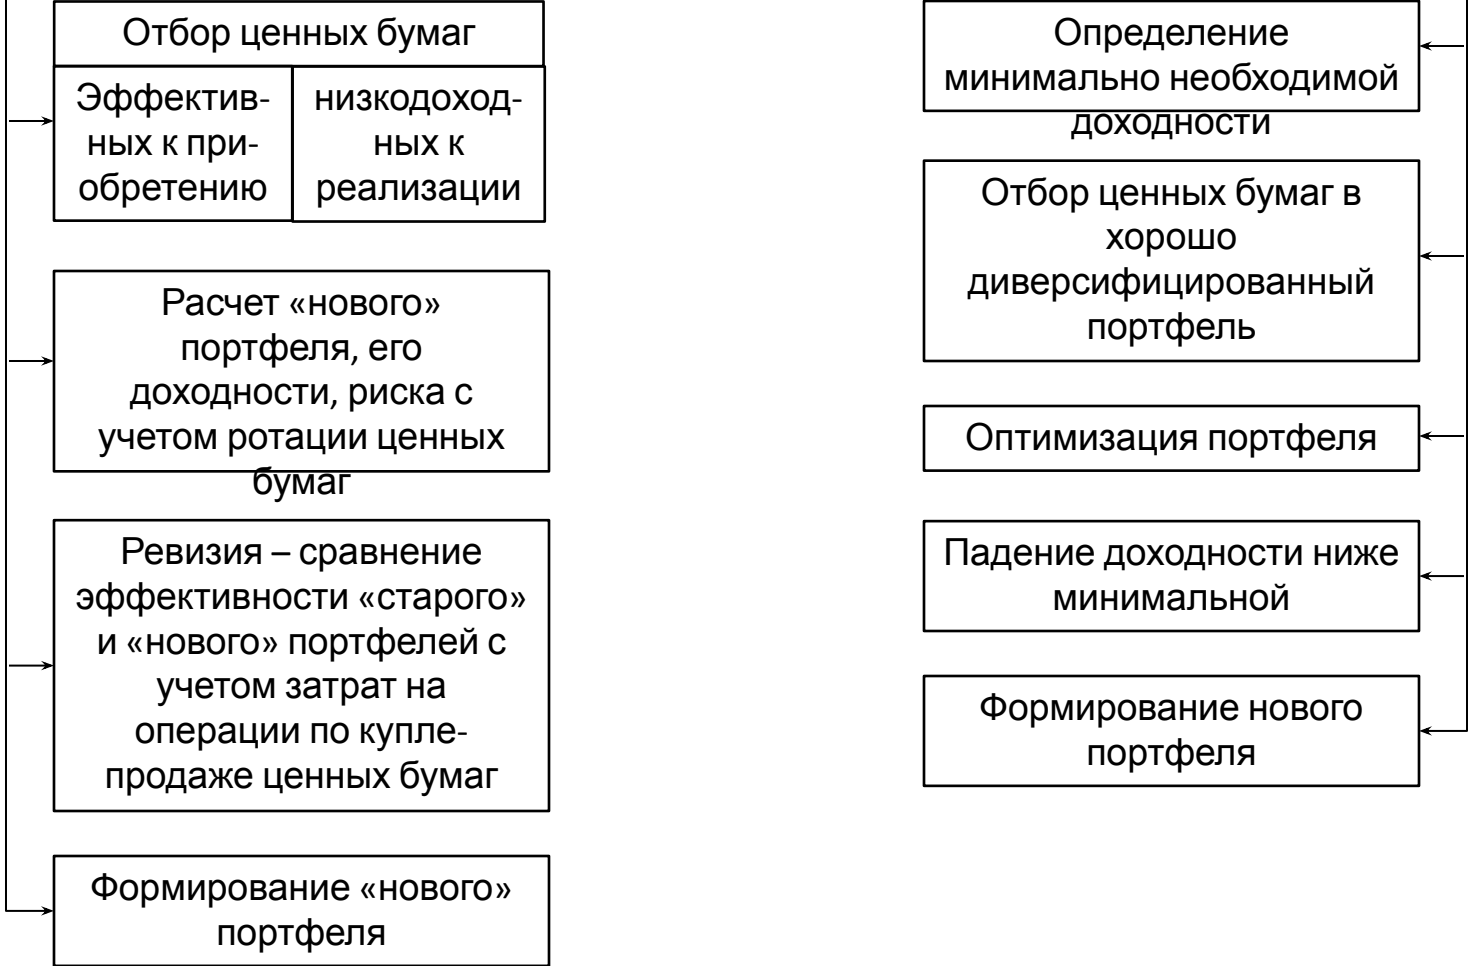 Отбор ценных бумаг
Эффектив-
ных к при-
обретению
низкодоход-
ных к
реализации
Расчет «нового»
портфеля, его
доходности, риска с
учетом ротации ценных
бумаг
Ревизия – сравнение
эффективности «старого»
и «нового» портфелей с
учетом затрат на
операции по купле-
продаже ценных бумаг
Формирование «нового»
портфеля
Определение
минимально необходимой
доходности
Отбор ценных бумаг в
хорошо
диверсифицированный
портфель
Оптимизация портфеля
Падение доходности ниже
минимальной
Формирование нового
портфеля